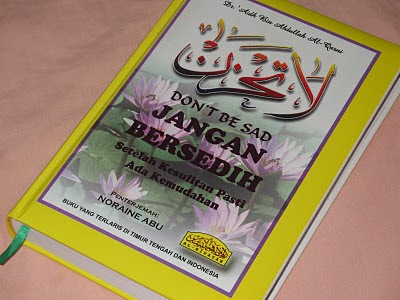 Dr. 'Aidh Bin Abdullah Al-Qarni
لا تحزن
DON'T BE SAD
JANGAN
BERSEDIH
Setelah Kesulitan Pasti
Ada Kemudahan
PENTERJEMAH:
NORAINE ABU
BUKU YANG TERLARIS DI TIMUR TENGAH DAN INDONESIA